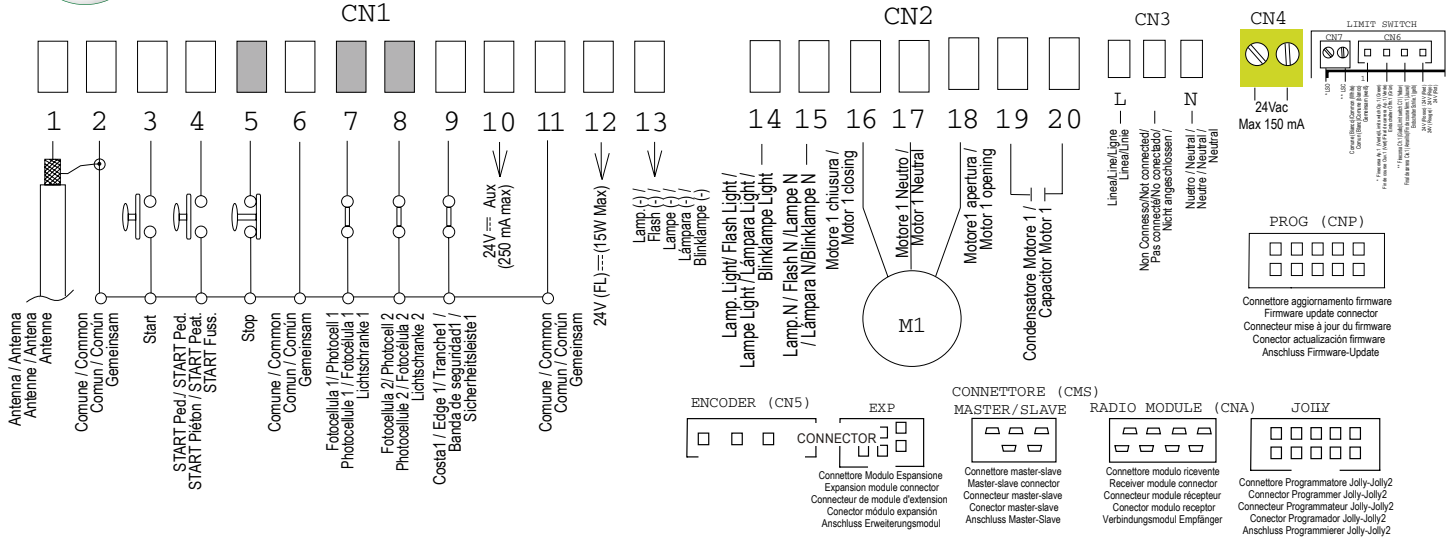 CN1
CN2
CN3
CN4
LIMIT SWITCH
CN7
CN6
1
2
3
4
5
6
7
8
9
10
11
12
13
14
15
16
17
18
19
20
L
N
24Vac
Max 150 mA
1
Antenna / Antenna
Antenne / Antena
Antenne
Comune / Common
Comun / Común
Gemeinsam
Start
START Ped./ START Ped.
START Piéton / START Peat.
START Fuss.
Stop
Comune / Common
Comun / Común
Gemeinsam
Fotocellula 1/ Photocell 1
Photocellule 1 / Fotocélula 1
Lichtschranke 1
Fotocellula 2/ Photocell 2
Photocellule 2 / Fotocélula 2
Lichtschranke 2
Costa1 / Edge 1/ Tranche1 /
Banda de seguridad1 /
Sicherheitsleiste1
24V Aux
(250 mA max)
Comune / Common
Comun / Común
Gemeinsam
24V (FL) (15W Max)
Lamp. (-) /
Flash (-) /
Lampe (-) /
Lámpara (-) /
Blinklampe (-)
Lamp. Light/ Flash Light /
Lampe Light / Lámpara Light /
Blinklampe Light
Lamp.N / Flash N /Lampe N
/ Lámpara N/Blinklampe N
Motore 1 chiusura /
Motor 1 closing
Motore 1 Neutro /
Motor 1 Neutral
Motore1 apertura /
Motor 1 opening
M1
Condensatore Motore 1 /
Capacitor Motor 1
Linea/Line/Ligne
Linea/Linie
Non Connesso/Not connected/
Pas connecté/No conectado/
Nicht angeschlossen /
Nuetro / Neutral /
Neutre / Neutral /
Neutral
PROG (CNP)
Connettore aggiornamento firmware
Firmware update connector
Connecteur mise à jour du firmware
Conector actualización firmware
Anschluss Firmware-Update
ENCODER (CN5)
EXP
CONNECTOR
Connettore Modulo Espansione
Expansion module connector
Connecteur de module d'extension
Conector módulo expansión
Anschluss Erweiterungsmodul
CONNETTORE (CMS)
MASTER/SLAVE
Connettore master-slave
Master-slave connector
Connecteur master-slave
Conector master-slave
Anschluss Master-Slave
RADIO MODULE (CNA)
Connettore modulo ricevente
Receiver module connector
Connecteur module récepteur
Conector modulo receptor
Verbindungsmodul Empfänger
JOLLY
Connettore Programmatore Jolly-Jolly2
Connector Programmer Jolly-Jolly2
Connecteur Programmateur Jolly-Jolly2
Conector Programador Jolly-Jolly2
Anschluss Programmierer Jolly-Jolly2